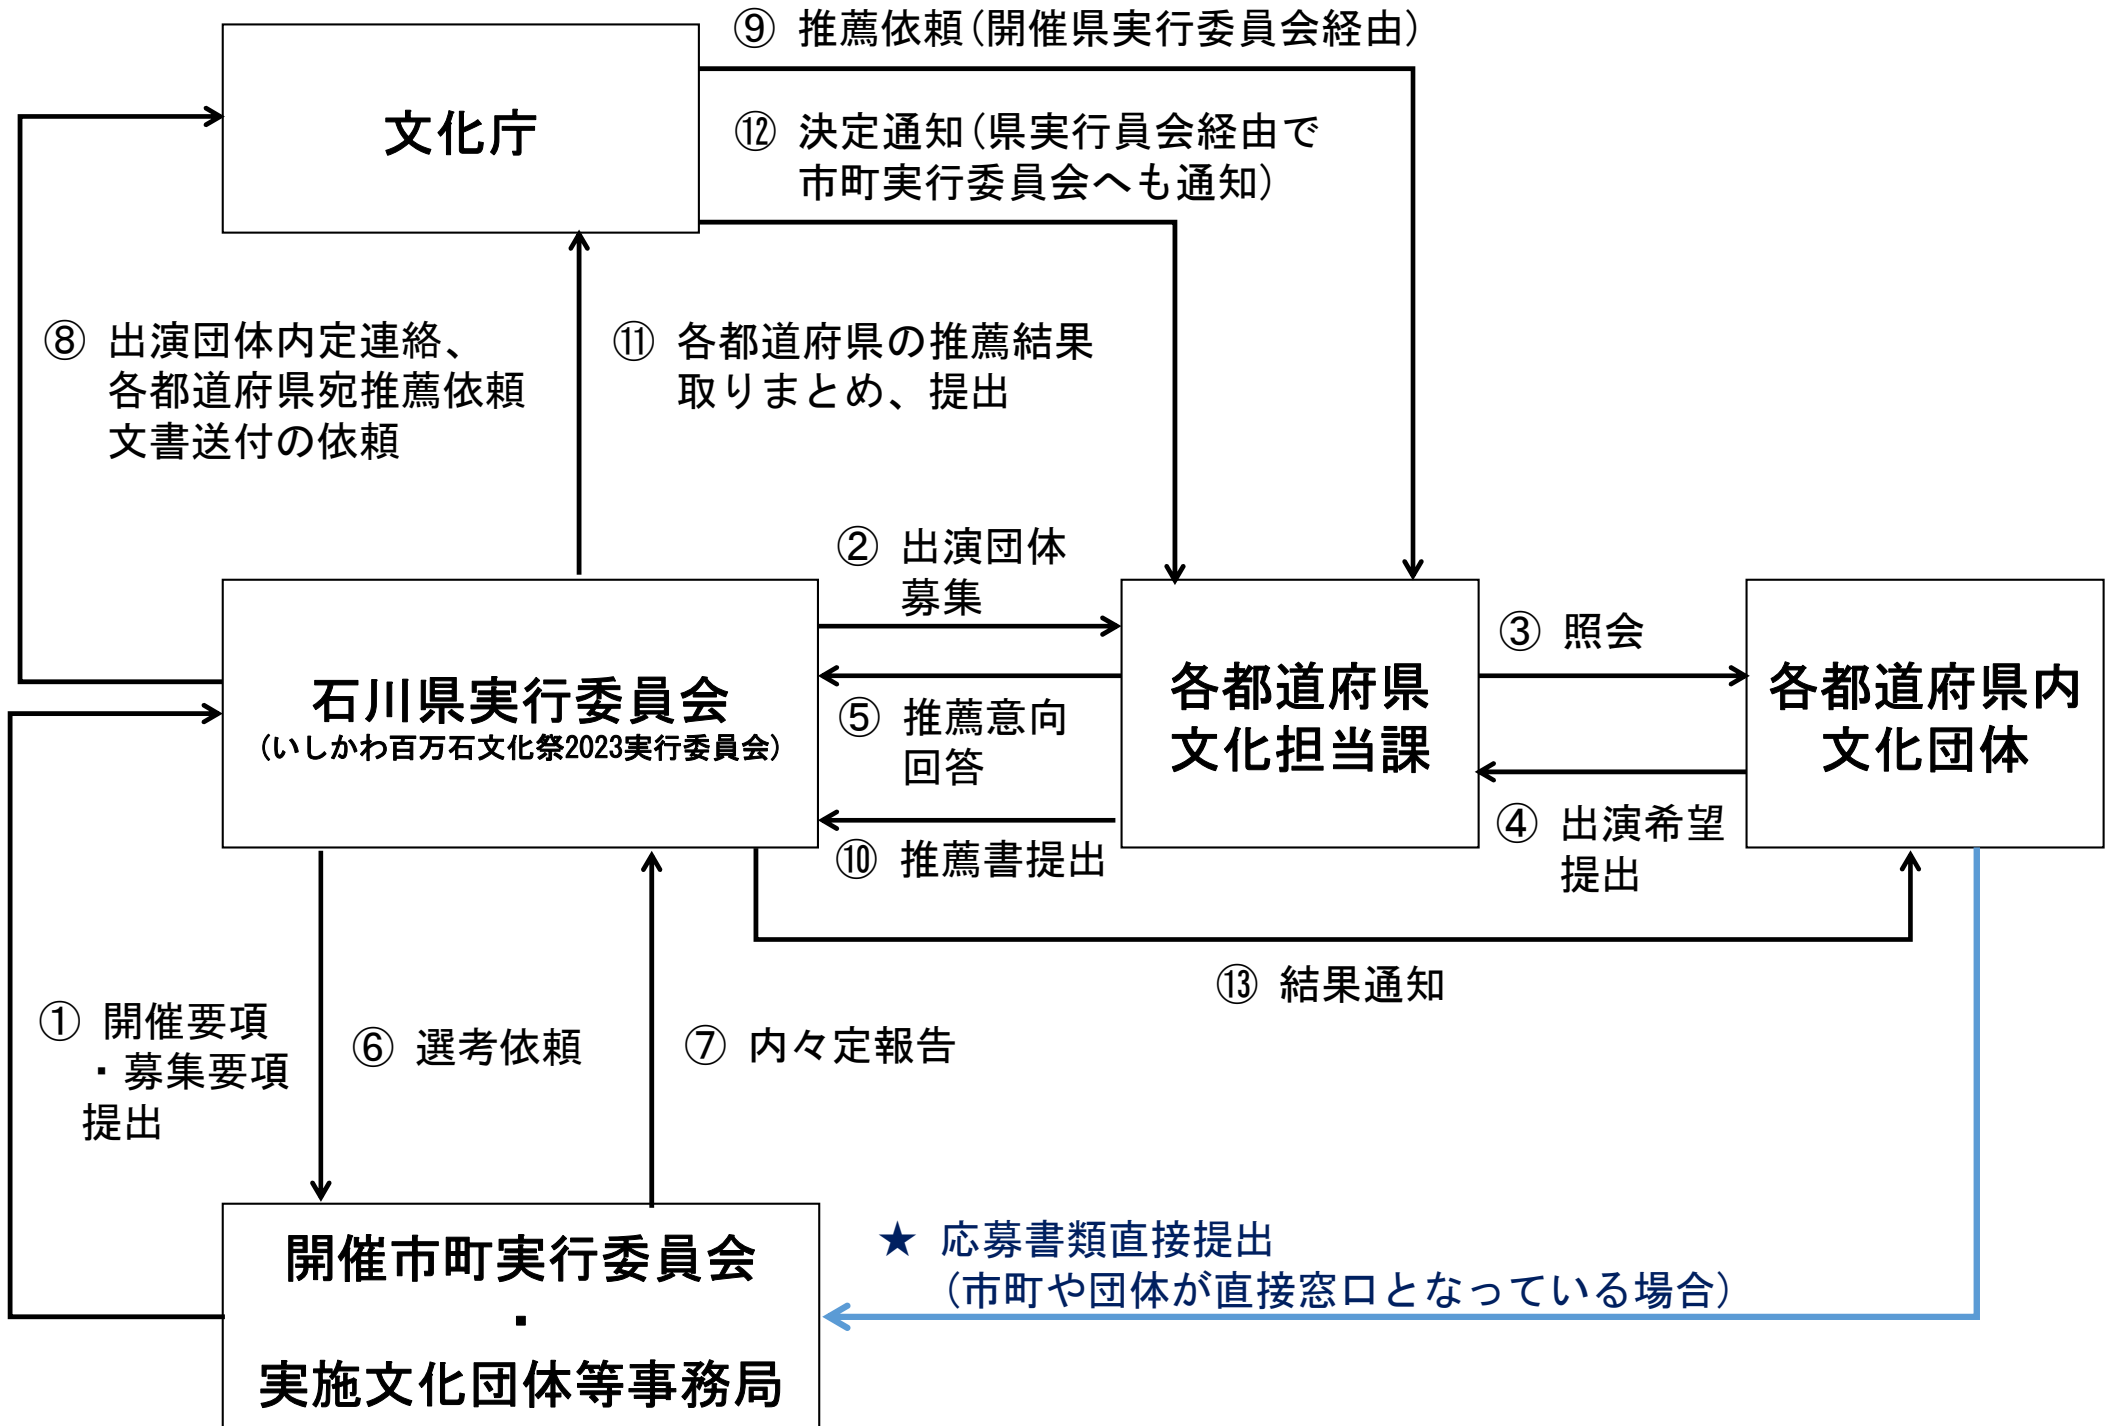 ⑨ 推薦依頼(開催県実行委員会経由)
文化庁
⑫ 決定通知(県実行員会経由で
市町実行委員会へも通知)
⑧ 出演団体内定連絡、
各都道府県宛推薦依頼
文書送付の依頼
⑪ 各都道府県の推薦結果
取りまとめ、提出
② 出演団体
募集
石川県実行委員会
(いしかわ百万石文化祭2023実行委員会)
⑤ 推薦意向
回答
⑩ 推薦書提出
各都道府県
文化担当課
③ 照会
④ 出演希望
提出
各都道府県内
文化団体
⑬ 結果通知
① 開催要項
・募集要項
提出
⑥ 選考依頼
⑦ 内々定報告
開催市町実行委員会
・
実施文化団体等事務局
★ 応募書類直接提出
(市町や団体が直接窓口となっている場合)